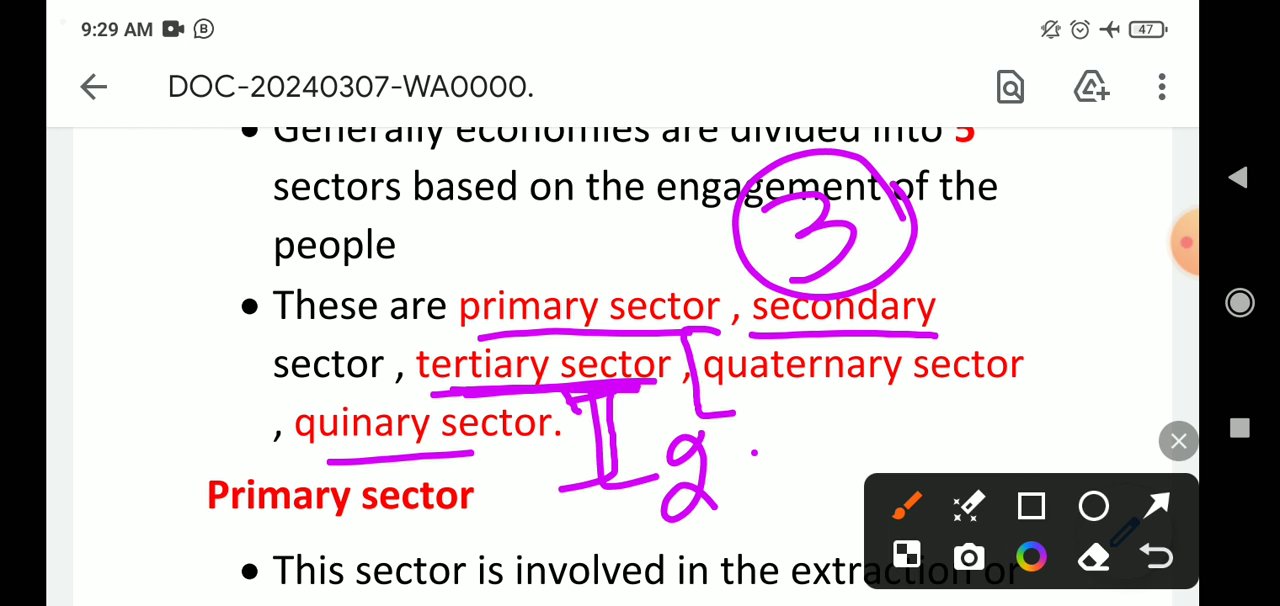 9:29 AM
47
DOC-20240307-WA0000.
Generally economies are divided into 5
sectors based on the engagement of the
people
3
• These are primary sector , secondary
sector , tertiary sector , quaternary sector
, quinary sector.
Primary sector
• This sector is involved in the extraction or